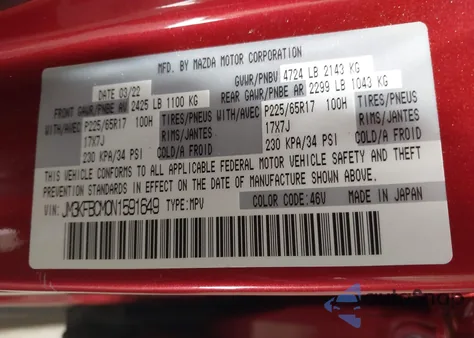 MFD. BY MAZDA MOTOR CORPORATION
DATE 03/22
GVWR/PNBV 4724 LB 2143 KG
FRONT GAWR/PNBE AV 2425 LB 1100 KG
REAR GAWR/PNBE AR 2299 LB 1043 KG
WITH/AVEC P225/65R17 100H TIRES/PNEUS
17X7J RIMS/JANTES
230 KPA/34 PSI COLD/A FROID
WITH/AVEC P225/65R17 100H TIRES/PNEUS
17X7J RIMS/JANTES
230 KPA/34 PSI COLD/A FROID
THIS VEHICLE CONFORMS TO ALL APPLICABLE FEDERAL MOTOR VEHICLE SAFETY, BUMPER, AND THEFT
PREVENTION STANDARDS IN EFFECT ON THE DATE OF MANUFACTURE SHOWN ABOVE.
VIN: JM3KFBCM0N1591649 TYPE:MPV
COLOR CODE:46V
MADE IN JAPAN